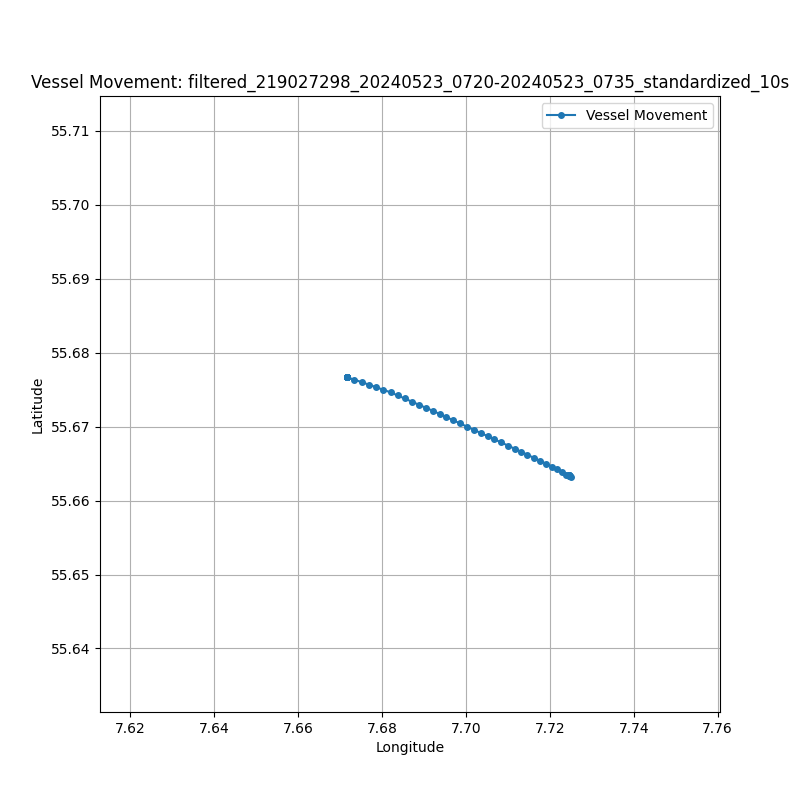 Vessel Movement: filtered_219027298_20240523_0720-20240523_0735_standardized_10s
Vessel Movement
55.71
55.70
55.69
55.68
55.67
55.66
55.65
55.64
Latitude
7.62 7.64 7.66 7.68 7.70 7.72 7.74 7.76
Longitude